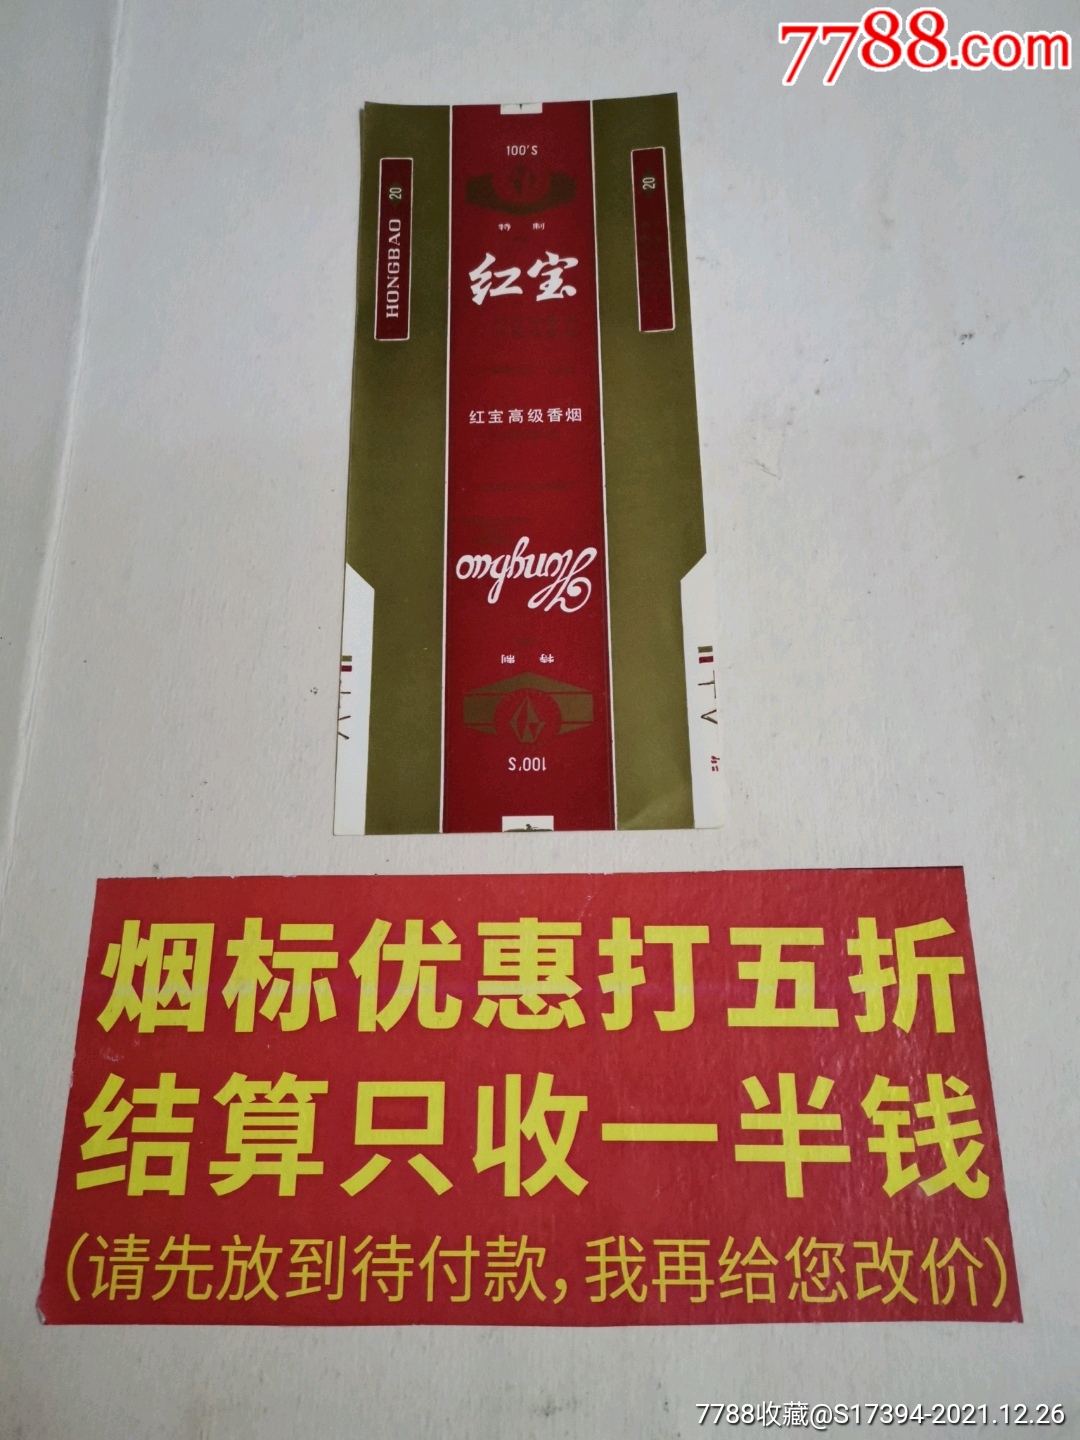 7788.com
100'S
特 制
红宝
红宝高级香烟
HONGBAO 20
20
Hongbao
特 制
100'S
烟标优惠打五折
结算只收一半钱
(请先放到待付款,我再给您改价)
7788收藏@S17394-2021.12.26